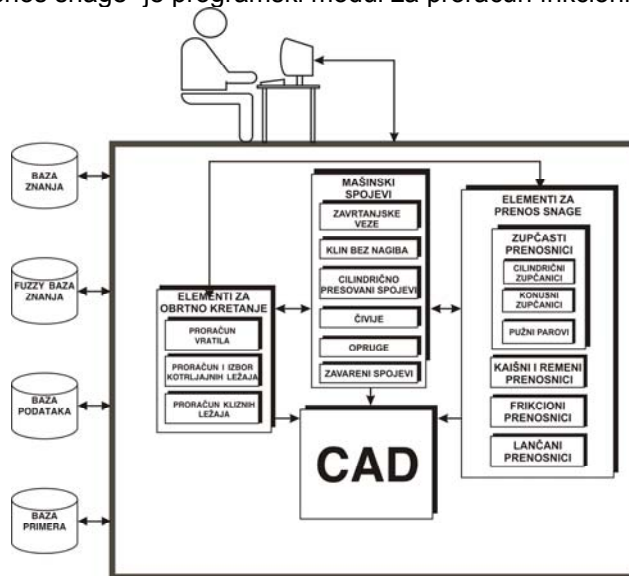 enos snage" je programski modul za proračun frikcioni
BAZA
ZNANJA
FUZZY BAZA
ZNANJA
BAZA
PODATAKA
BAZA
PRIMERA
ELEMENTI ZA
OBRTNO KRETANJE
PRORAČUN
VRATILA
PRORAČUN I IZBOR
KOTRLJAJNIH LEŽAJA
PRORAČUN KLIZNIH
LEŽAJA
MAŠINSKI
SPOJEVI
ZAVRTANJSKE
VEZE
KLIN BEZ NAGIBA
CILINDRIČNO
PRESOVANI SPOJEVI
ČIVIJE
OPRUGE
ZAVARENI SPOJEVI
CAD
ELEMENTI ZA
PRENOS SNAGE
ZUPČASTI
PRENOSNICI
CILINDRIČNI
ZUPČANICI
KONUSNI
ZUPČANICI
PUŽNI PAROVI
KAIŠNI I REMENI
PRENOSNICI
FRIKCIONI
PRENOSNICI
LANČANI
PRENOSNICI